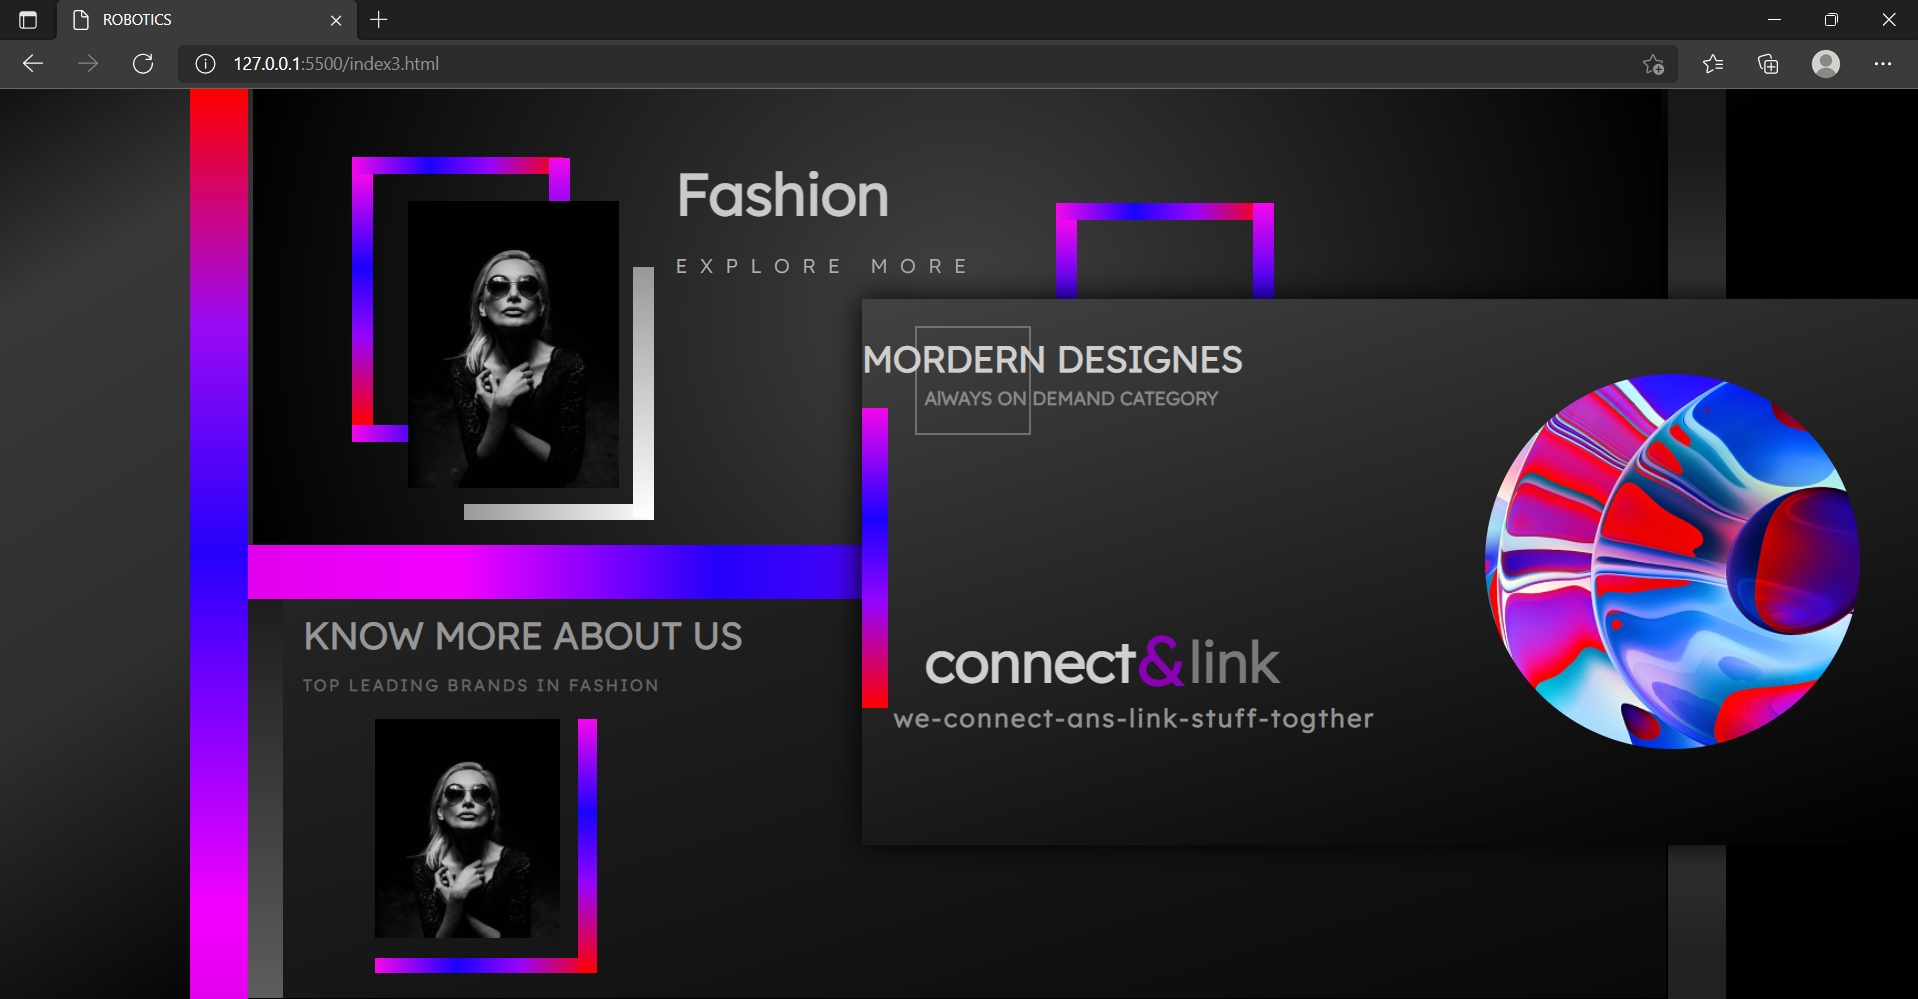 ROBOTICS
127.0.0.1:5500/index3.html
Fashion
EXPLORE MORE
MORDERN DESIGNES
AlWAYS ON DEMAND CATEGORY
KNOW MORE ABOUT US
TOP LEADING BRANDS IN FASHION
connect&link
we-connect-ans-link-stuff-togther